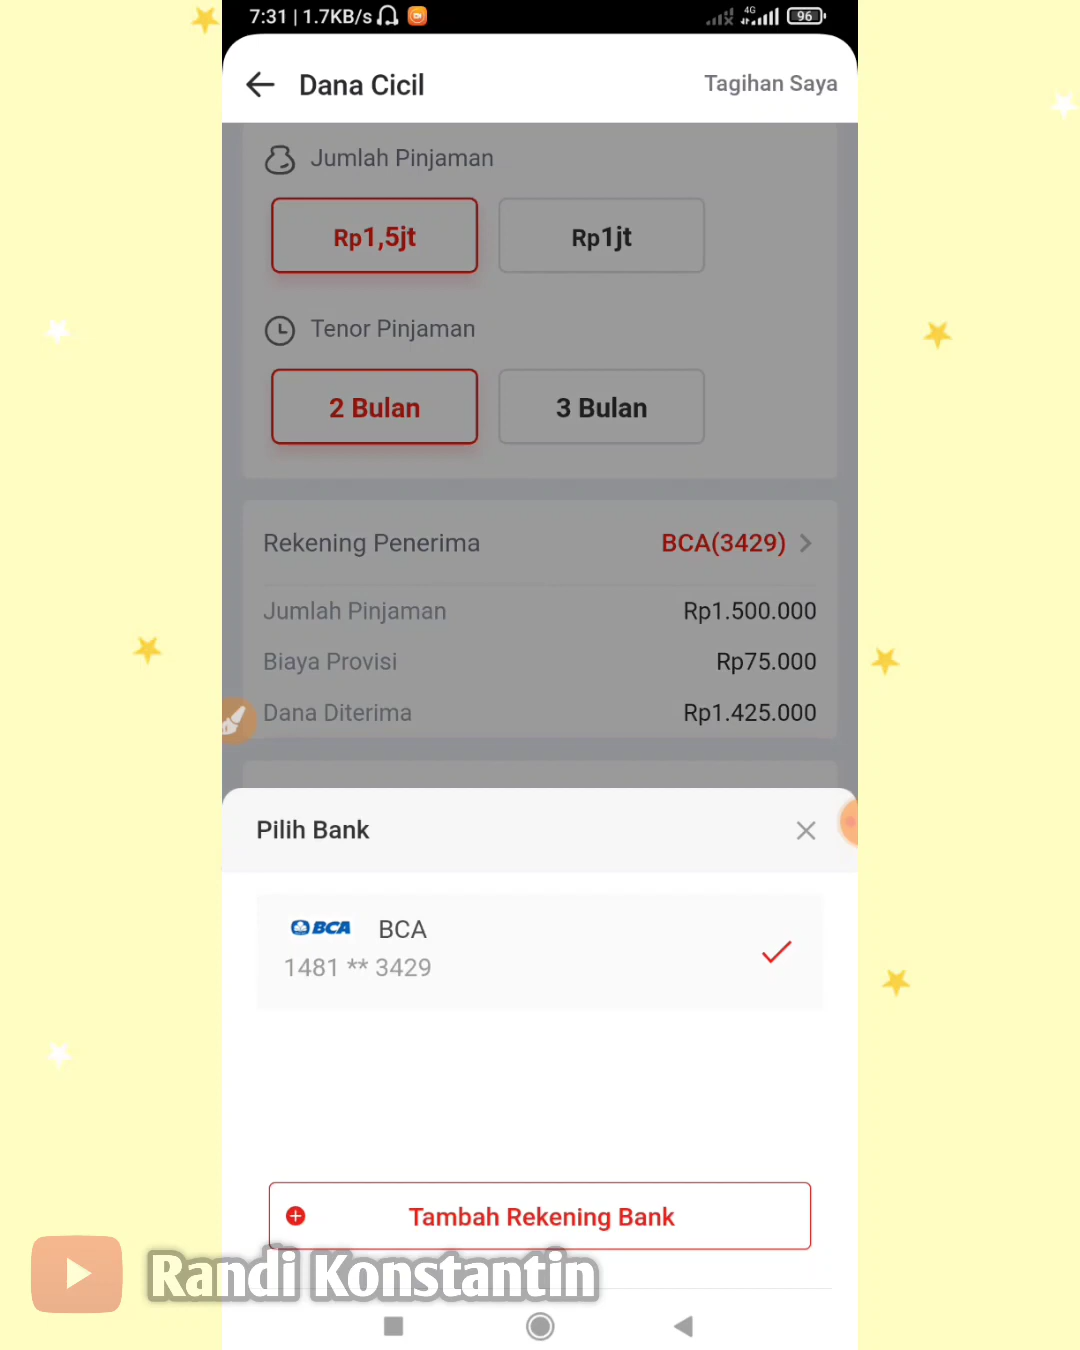 7:31 | 1.7KB/s 4G 96
Dana Cicil Tagihan Saya
Jumlah Pinjaman
Rp1,5jt Rp1jt
Tenor Pinjaman
2 Bulan 3 Bulan
Rekening Penerima BCA(3429)
Jumlah Pinjaman Rp1.500.000
Biaya Provisi Rp75.000
Dana Diterima Rp1.425.000
Pilih Bank
BCA BCA
1481 ** 3429
Tambah Rekening Bank
Randi Konstantin